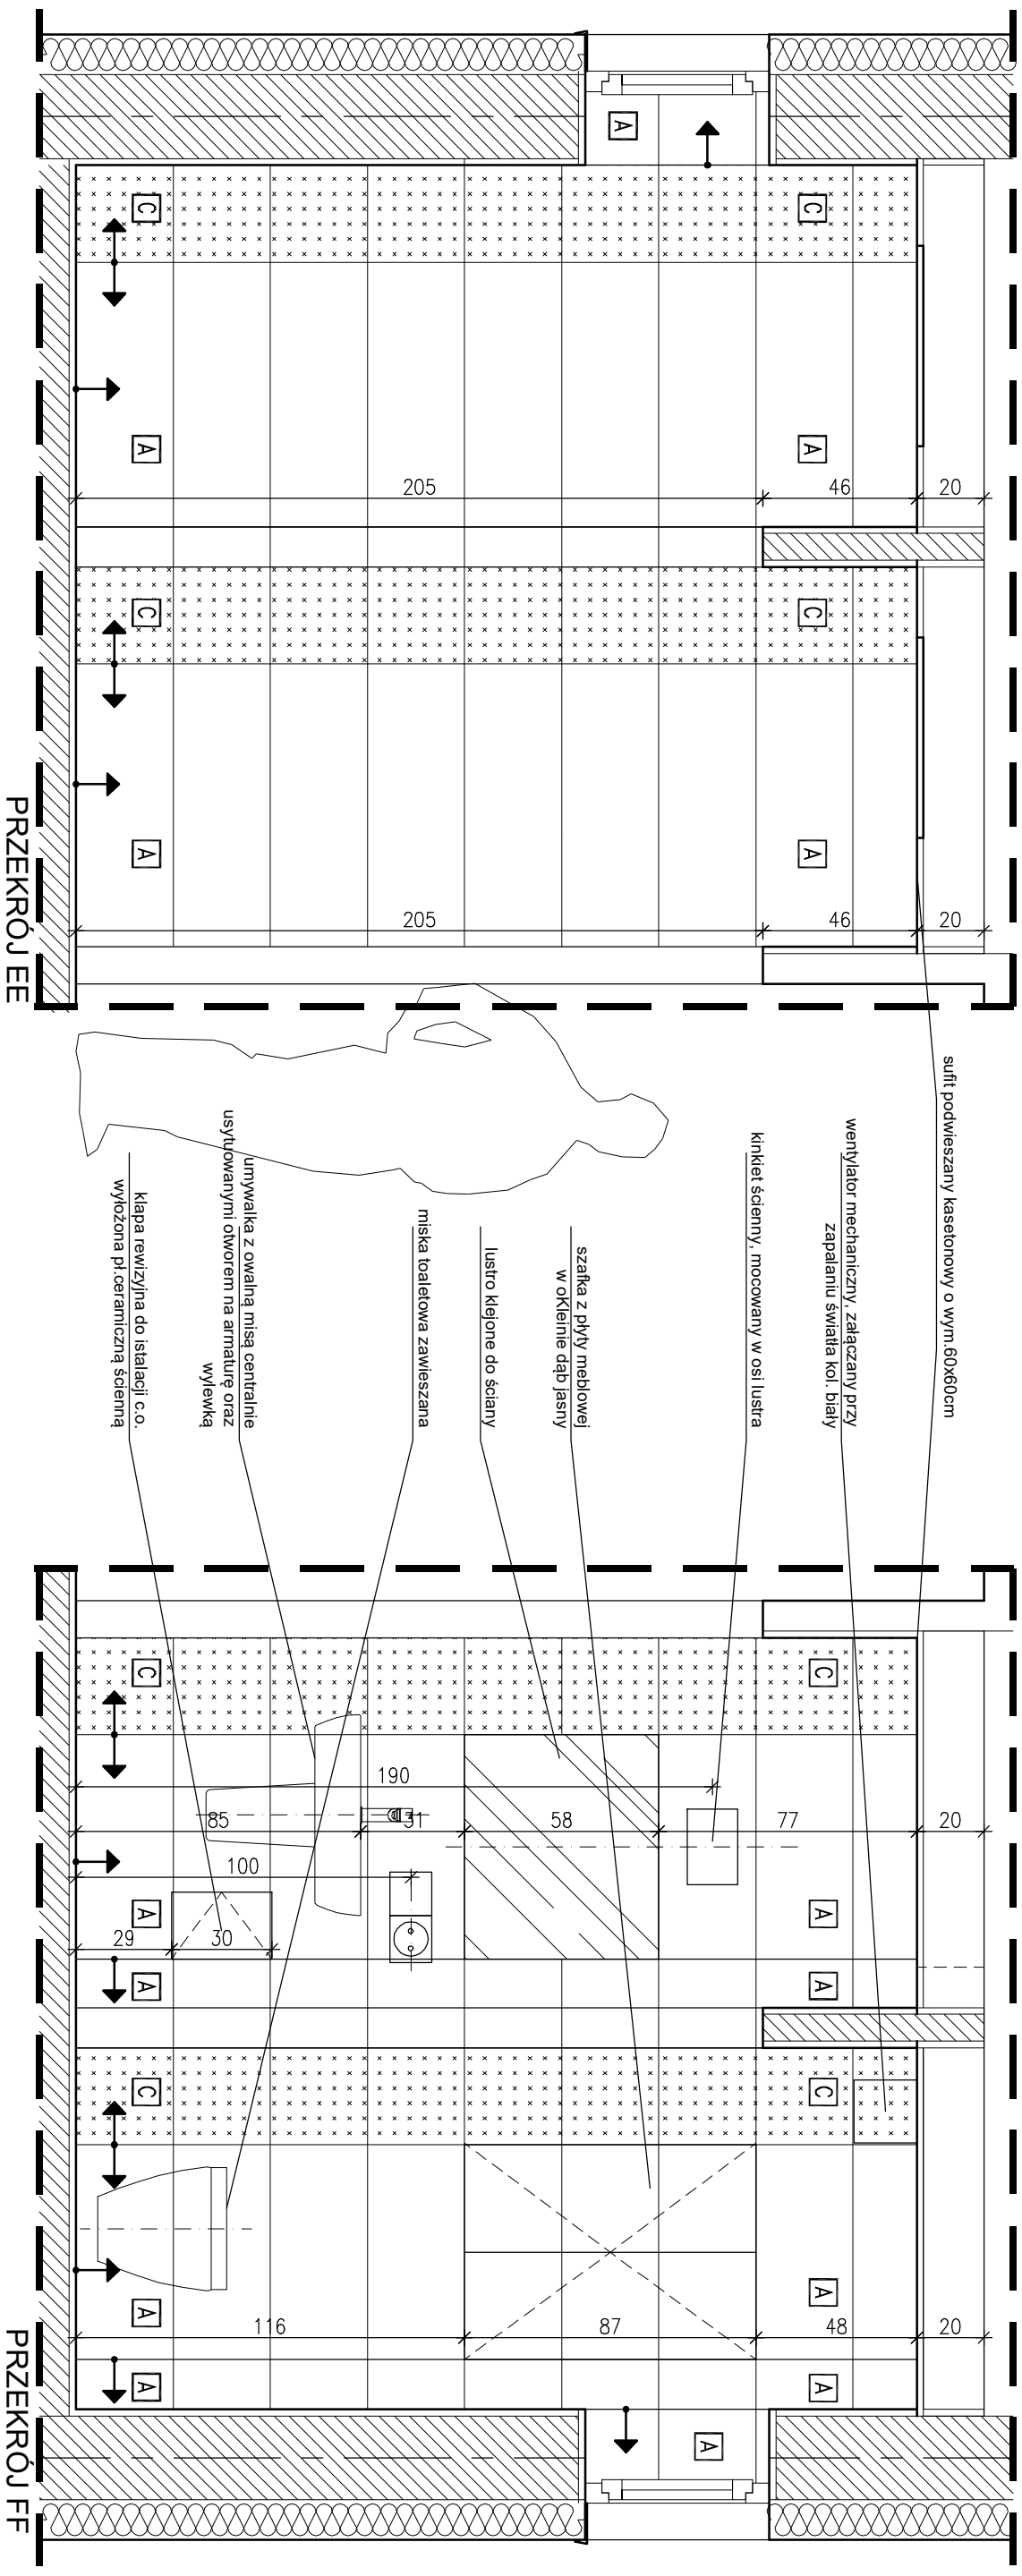 A
C
C
A
A
205
46
20
C
C
A
A
205
46
20
PRZEKRÓJ EE
sufit podwieszany kasetonowy o wym.60x60cm
wentylator mechaniczny, załączany przy
zapalaniu światła kol. biały
kinkiet ścienny, mocowany w osi lustra
szafka z płyty meblowej
w oKleinie dąb jasny
lustro klejone do ściany
miska toaletowa zawieszana
umywalka z owalną misą centralnie
usytuowanymi otworem na armaturę oraz
wylewką
klapa rewizyjna do istalacji c.o.
wyłożona pł.ceramiczną ścienną
C
C
190
85
31
58
77
20
100
A
A
29
30
A
A
C
C
A
A
116
87
48
20
A
A
A
PRZEKRÓJ FF